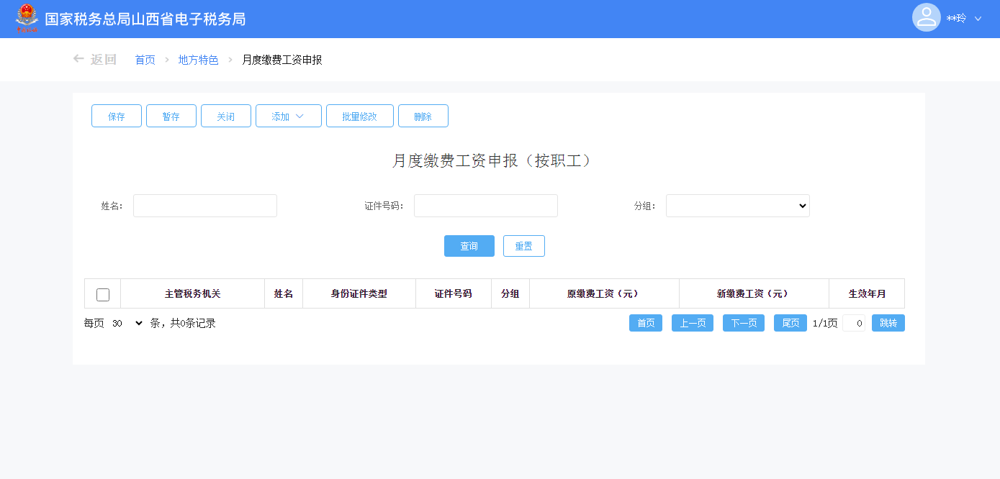 国家税务总局山西省电子税务局
**玲
返回 首页 > 地方特色 > 月度缴费工资申报
保存 暂存 关闭 添加 批量修改 删除
月度缴费工资申报（按职工）
姓名： 证件号码： 分组：
查询 重置
主管税务机关 姓名 身份证件类型 证件号码 分组 原缴费工资（元） 新缴费工资（元） 生效年月
每页 30 条，共0条记录 首页 上一页 下一页 尾页 1/1页 0 跳转